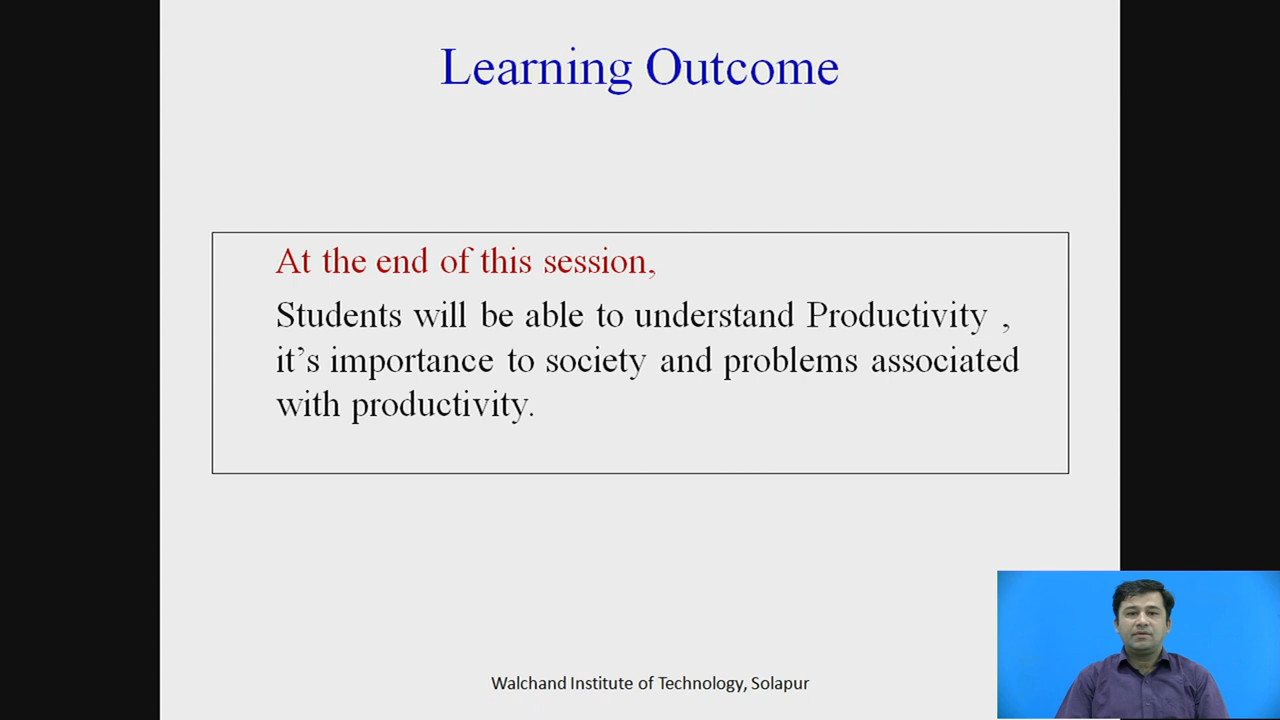 Learning Outcome
At the end of this session,
Students will be able to understand Productivity ,
it’s importance to society and problems associated
with productivity.
Walchand Institute of Technology, Solapur